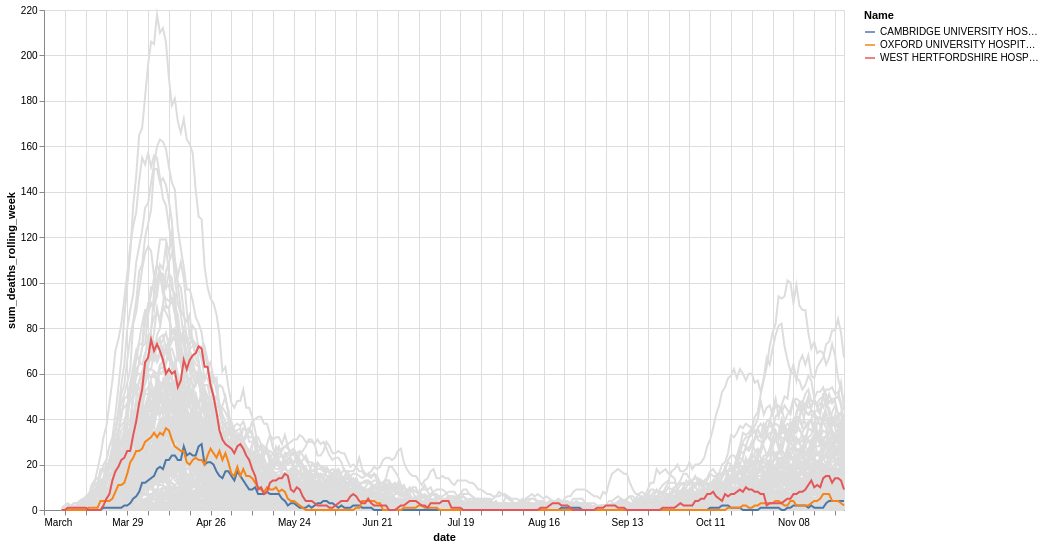 Name
CAMBRIDGE UNIVERSITY HOS…
OXFORD UNIVERSITY HOSPIT…
WEST HERTFORDSHIRE HOSP…
sum_deaths_rolling_week
220
200
180
160
140
120
100
80
60
40
20
0
March Mar 29 Apr 26 May 24 Jun 21 Jul 19 Aug 16 Sep 13 Oct 11 Nov 08
date